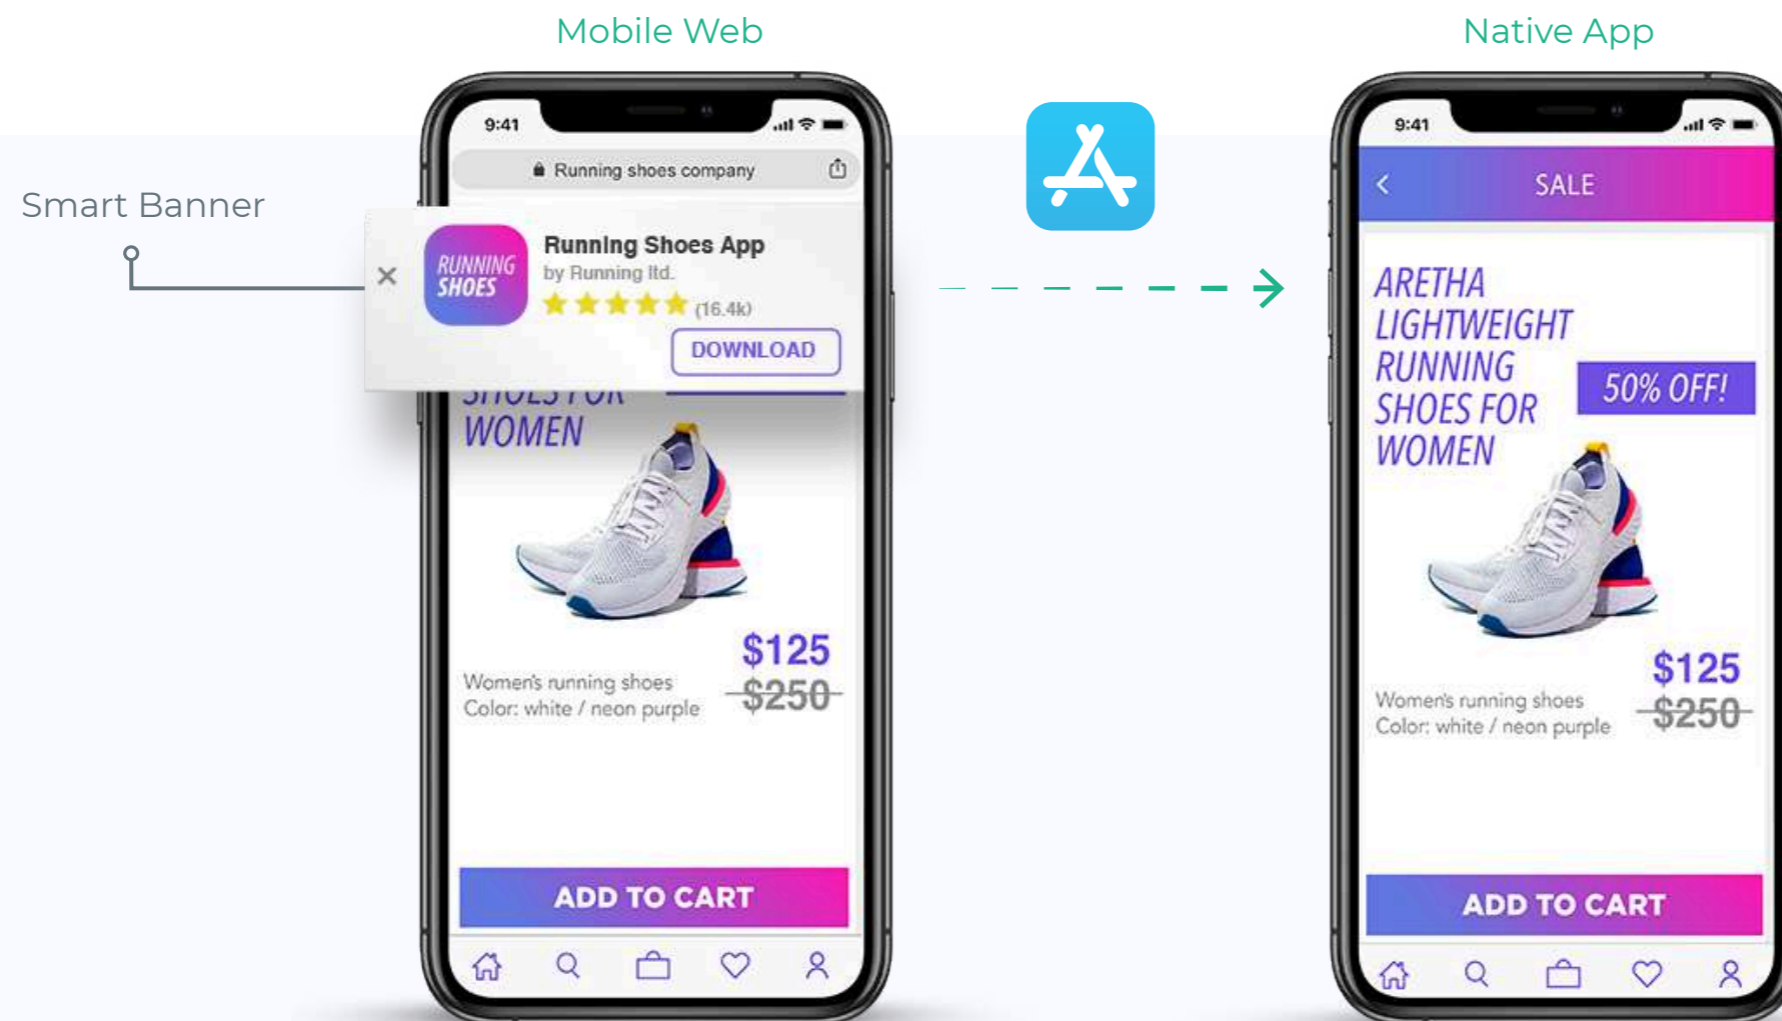 Mobile Web
Native App
Smart Banner
9:41
Running shoes company
RUNNING
SHOES
Running Shoes App
by Running ltd.
(16.4k)
DOWNLOAD
SHOES FOR
WOMEN
$125
$250
Women's running shoes
Color: white / neon purple
ADD TO CART
9:41
SALE
ARETHA
LIGHTWEIGHT
RUNNING
SHOES FOR
WOMEN
50% OFF!
$125
$250
Women's running shoes
Color: white / neon purple
ADD TO CART